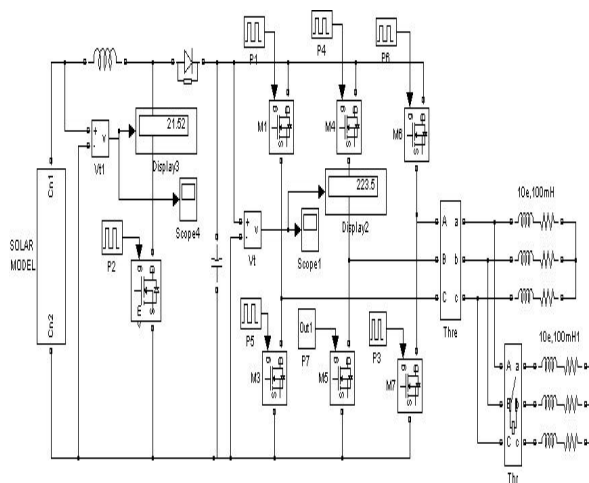 P1
P4
P6
g
D
S
M1
M4
M6
+
-
v
Vt1
21.52
Display3
Scope4
223.5
Display2
Cn1
SOLAR
MODEL
Cn2
P2
+
-
v
Vt
Scope1
A a
B b
C c
Thre
10e,100mH
P5
Out1
P7
P3
M3
M5
M7
10e,100mH1
A a
B b
C c
Thr